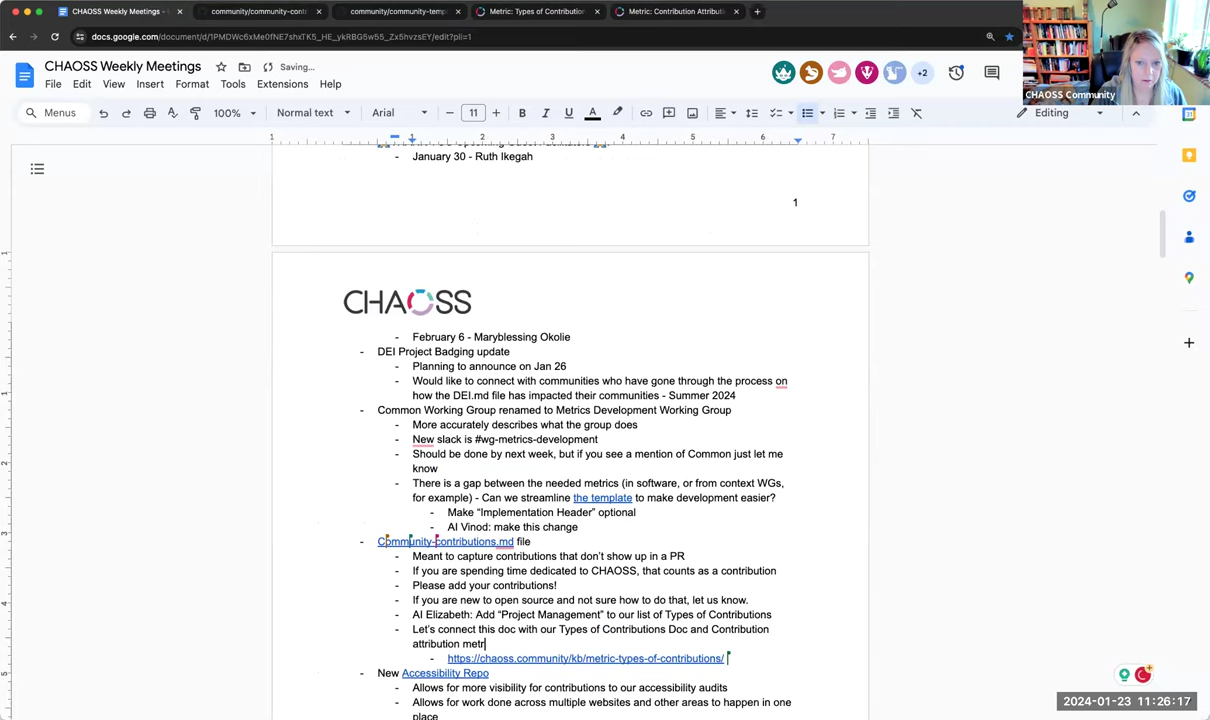 CHAOSS Weekly Meetings -
community/community-contr
community/community-temp
Metric: Types of Contribution
Metric: Contribution Attributi
docs.google.com/document/d/1PMDWc6xMe0fNE7shxTK5_HE_ykRBG5w55_Zx5hvzsEY/edit?pli=1
CHAOSS Weekly Meetings
Saving...
File Edit View Insert Format Tools Extensions Help
+2
CHAOSS Community
Menus
100%
Normal text
Arial
11
Editing
January 30 - Ruth Ikegah
1
CHAOSS
- February 6 - Maryblessing Okolie
- DEI Project Badging update
- Planning to announce on Jan 26
- Would like to connect with communities who have gone through the process on
how the DEI.md file has impacted their communities - Summer 2024
- Common Working Group renamed to Metrics Development Working Group
- More accurately describes what the group does
- New slack is #wg-metrics-development
- Should be done by next week, but if you see a mention of Common just let me
know
- There is a gap between the needed metrics (in software, or from context WGs,
for example) - Can we streamline the template to make development easier?
- Make “Implementation Header” optional
- AI Vinod: make this change
- Community-contributions.md file
- Meant to capture contributions that don’t show up in a PR
- If you are spending time dedicated to CHAOSS, that counts as a contribution
- Please add your contributions!
- If you are new to open source and not sure how to do that, let us know.
- AI Elizabeth: Add “Project Management” to our list of Types of Contributions
- Let’s connect this doc with our Types of Contributions Doc and Contribution
attribution metr
- https://chaoss.community/kb/metric-types-of-contributions/
- New Accessibility Repo
- Allows for more visibility for contributions to our accessibility audits
- Allows for work done across multiple websites and other areas to happen in one
place
2024-01-23 11:26:17